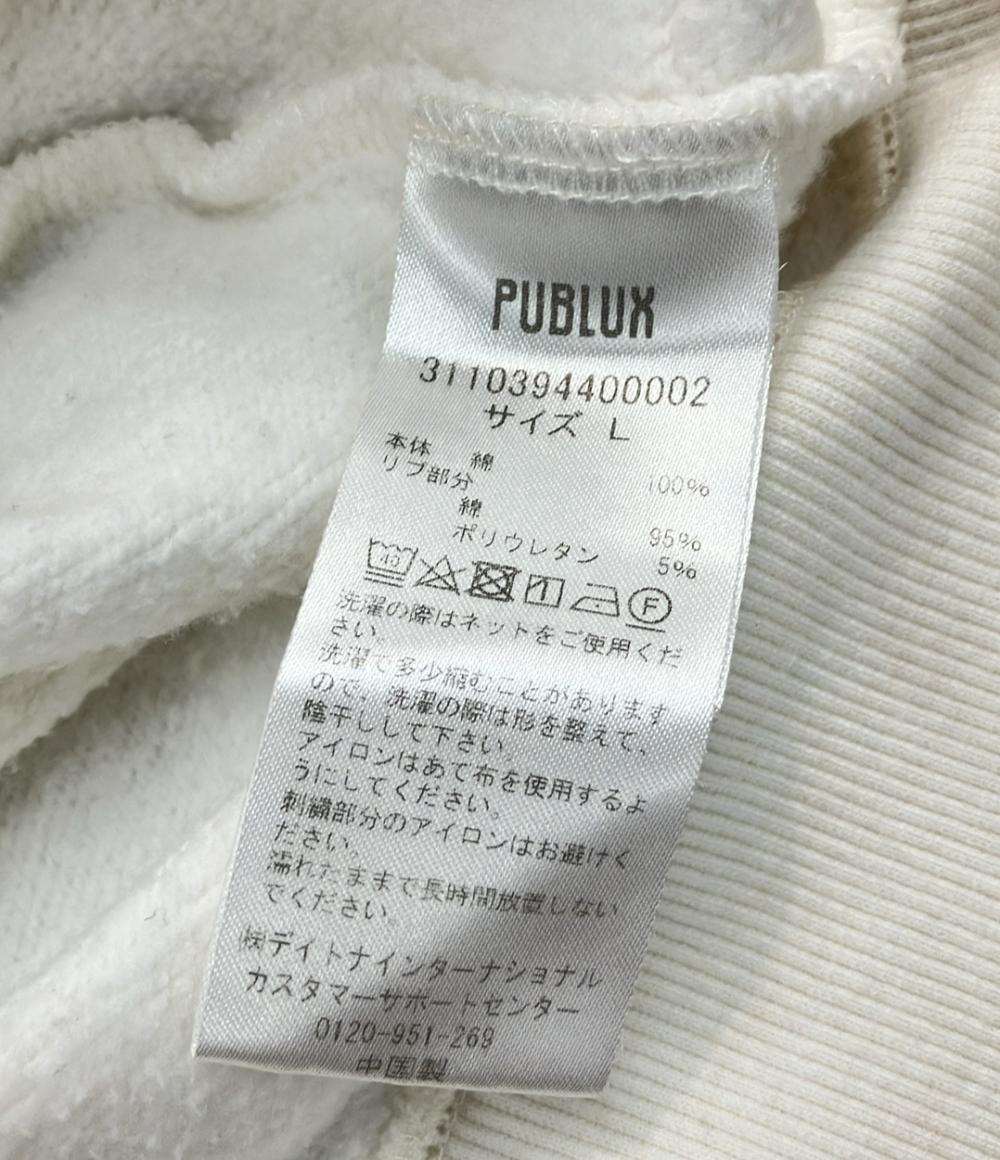 PUBLUX
3110394400002
サイズ L
本体 綿 100%
リブ部分
綿 95%
ポリウレタン 5%
40 F
洗濯の際はネットをご使用くだ
さい
洗濯で多少縮むことがあります
ので、洗濯の際は形を整えて、
陰干しして下さい。
アイロンはあて布を使用するよ
うにしてください。
刺繍部分のアイロンはお避けく
ださい。
濡れたままで長時間放置しない
でください。
㈱デイトナインターナショナル
カスタマーサポートセンター
0120-951-269
中国製